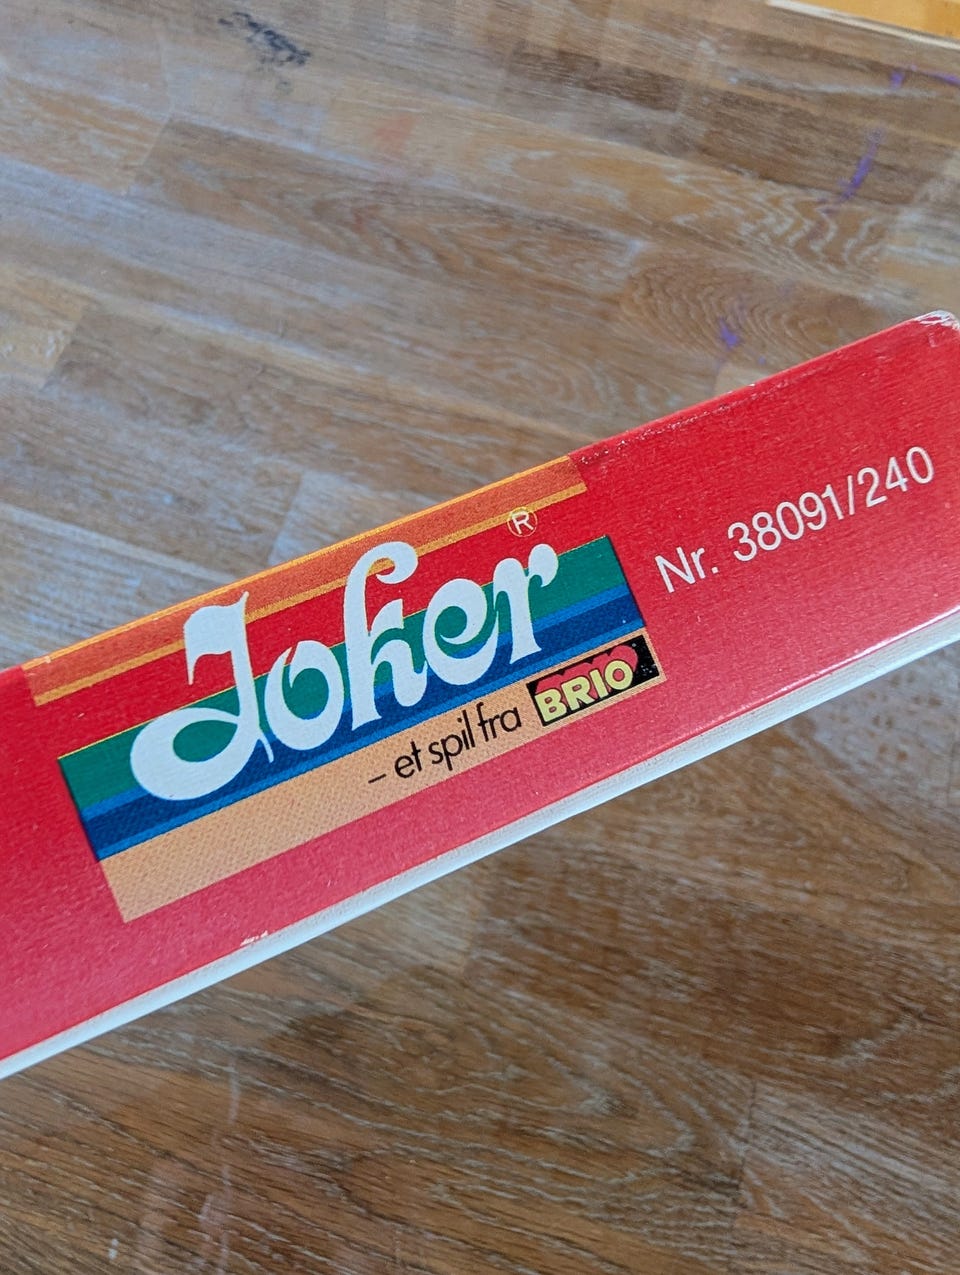 Joker®
– et spil fra BRIO®
Nr. 38091/240